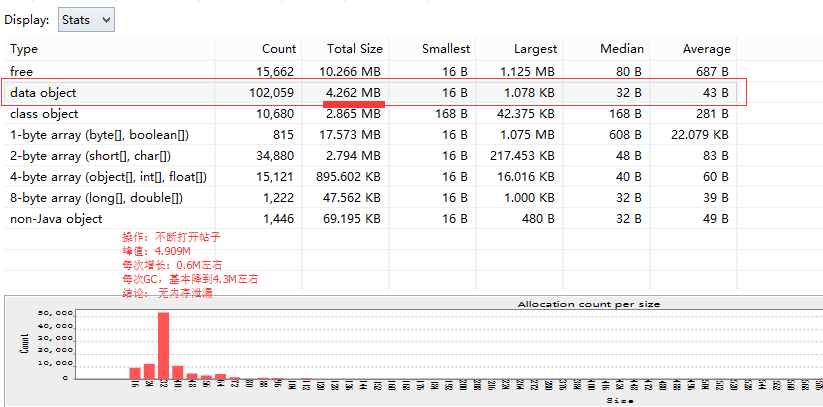 Display: Stats
Type Count Total Size Smallest Largest Median Average
free 15,662 10.266 MB 16 B 1.125 MB 80 B 687 B
data object 102,059 4.262 MB 16 B 1.078 KB 32 B 43 B
class object 10,680 2.865 MB 168 B 42.375 KB 168 B 281 B
1-byte array (byte[], boolean[]) 815 17.573 MB 16 B 1.075 MB 608 B 22.079 KB
2-byte array (short[], char[]) 34,880 2.794 MB 16 B 217.453 KB 48 B 83 B
4-byte array (object[], int[], float[]) 15,121 895.602 KB 16 B 16.016 KB 40 B 60 B
8-byte array (long[], double[]) 1,222 47.562 KB 16 B 1.000 KB 32 B 39 B
non-Java object 1,446 69.195 KB 16 B 480 B 32 B 49 B
操作：不断打开帖子
峰值：4.909M
每次增长：0.6M左右
每次GC，基本降到4.3M左右
结论： 无内存泄漏
Allocation count per size
50,000
40,000
30,000
20,000
10,000
0
Count
Size